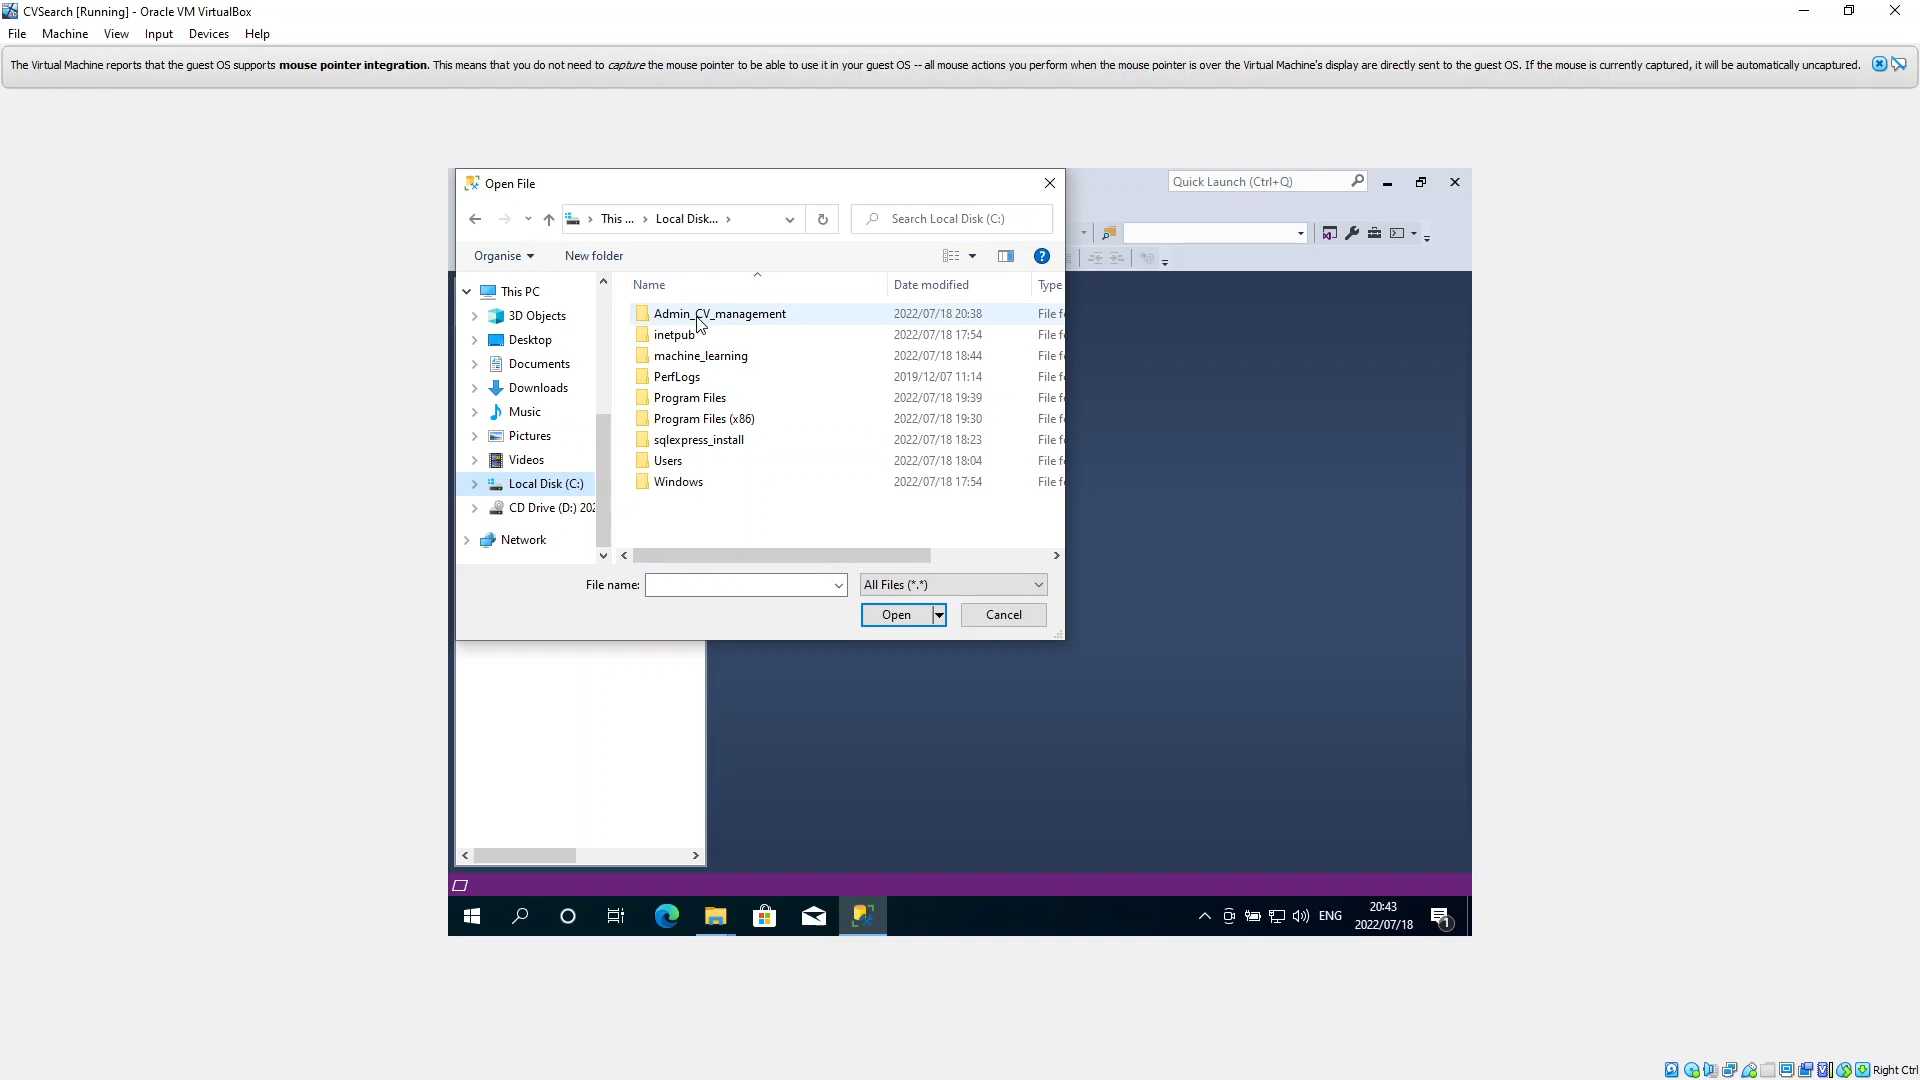 CVSearch [Running] - Oracle VM VirtualBox
File Machine View Input Devices Help
The Virtual Machine reports that the guest OS supports mouse pointer integration. This means that you do not need to capture the mouse pointer to be able to use it in your guest OS -- all mouse actions you perform when the mouse pointer is over the Virtual Machine's display are directly sent to the guest OS. If the mouse is currently captured, it will be automatically uncaptured.
Open File
Quick Launch (Ctrl+Q)
This ... Local Disk...
Search Local Disk (C:)
Organise New folder
Name Date modified Type
This PC
3D Objects
Desktop
Documents
Downloads
Music
Pictures
Videos
Local Disk (C:)
CD Drive (D:) 202
Network
Admin_CV_management 2022/07/18 20:38 File f
inetpub 2022/07/18 17:54 File f
machine_learning 2022/07/18 18:44 File f
PerfLogs 2019/12/07 11:14 File f
Program Files 2022/07/18 19:39 File f
Program Files (x86) 2022/07/18 19:30 File f
sqlexpress_install 2022/07/18 18:23 File f
Users 2022/07/18 18:04 File f
Windows 2022/07/18 17:54 File f
File name: All Files (*.*)
Open Cancel
ENG
20:43
2022/07/18
1
Right Ctrl